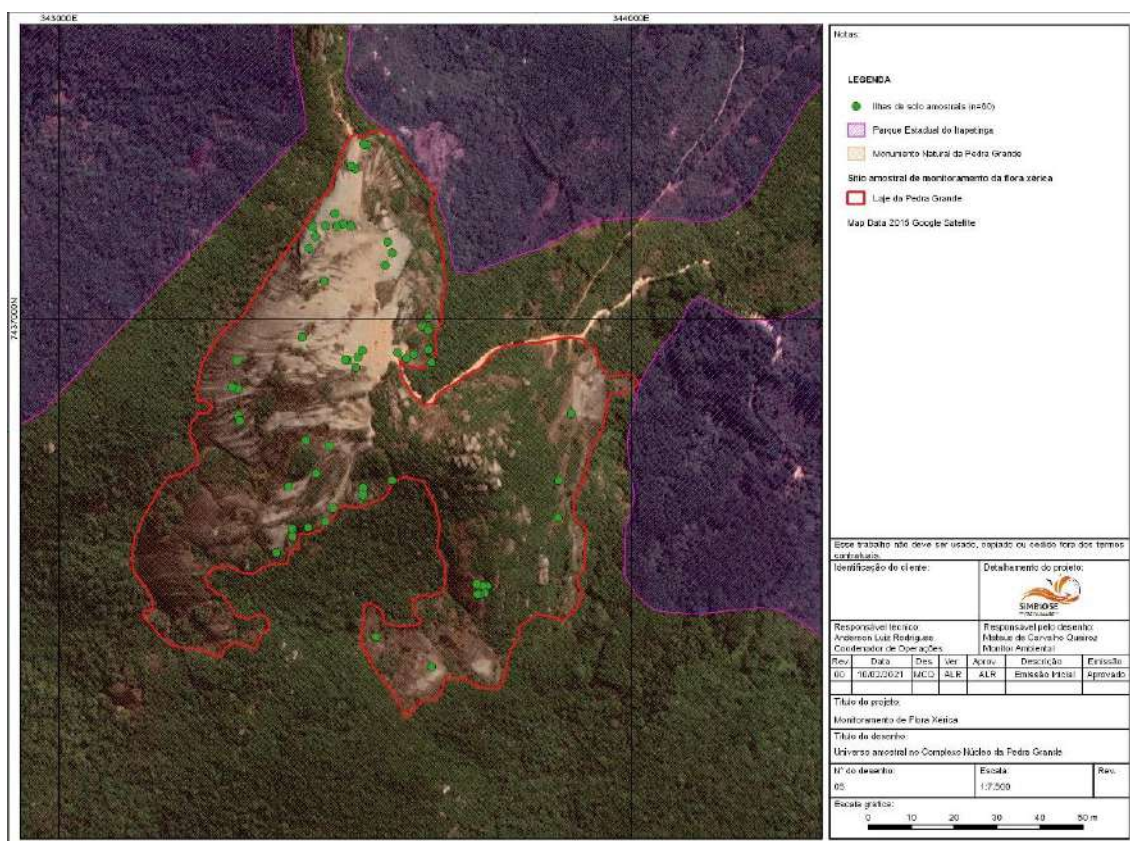 343000E
344000E
7437000N
Notas:
LEGENDA
Ilhas de solo amostrais (n=60)
Parque Estadual do Itapetinga
Monumento Natural da Pedra Grande
Sítio amostral de monitoramento da flora xérica
Laje da Pedra Grande
Map Data 2015 Google Satellite
Esse trabalho não deve ser usado, copiado ou cedido fora dos termos
contratuais.
Identificação do cliente:
Detalhamento do projeto:
SIMBIOSE
Responsável técnico
Anderson Luiz Rodrigues
Coordenador de Operações
Responsável pelo desenho:
Mateus de Carvalho Queiroz
Monitor Ambiental
Rev Data Des. Ver Aprov Descrição Emissão
00 MCQ ALR ALR Emissão Inicial Aprovado
Título do projeto:
Monitoramento de Flora Xérica
Título do desenho:
Universo amostral no Complexo Núcleo da Pedra Grande
Nº do desenho:
05
Escala:
1:7.500
Rev.
Escala gráfica:
0 10 20 30 40 50 m